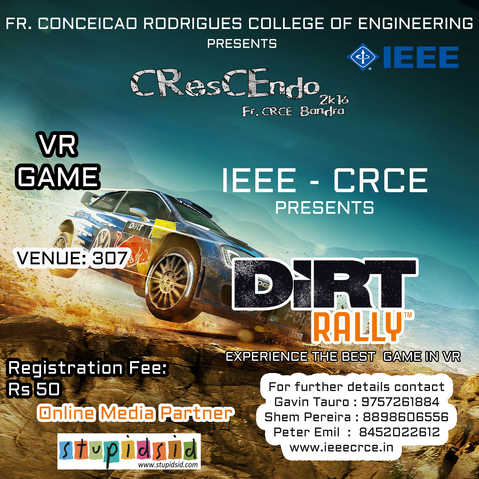 FR. CONCEICAO RODRIGUES COLLEGE OF ENGINEERING
PRESENTS
IEEE
CResCEndo
2k16
Fr. CRCE Bandra
VR
GAME
IEEE - CRCE
PRESENTS
VENUE: 307
DiRT
RALLY™
EXPERIENCE THE BEST GAME IN VR
Registration Fee:
Rs 50
Online Media Partner
stupidsid
www.stupidsid.com
For further details contact
Gavin Tauro : 9757261884
Shem Pereira : 8898606556
Peter Emil : 8452022612
www.ieeecrce.in